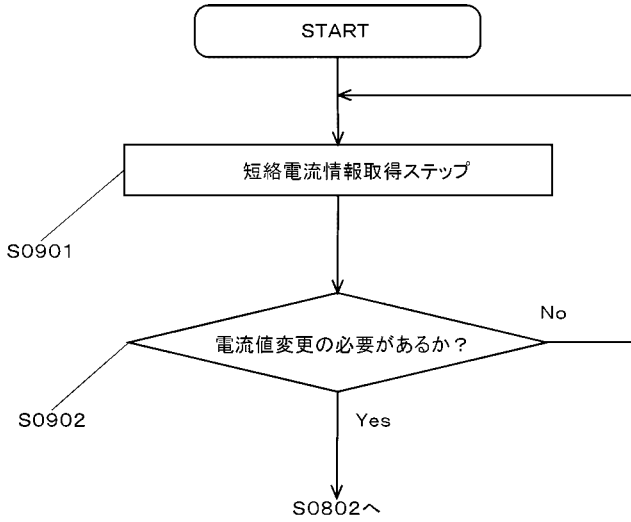 START
短絡電流情報取得ステップ
S0901
No
電流値変更の必要があるか？
S0902
Yes
S0802へ